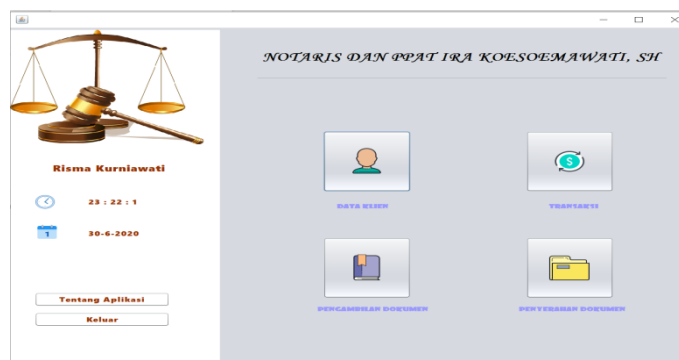 NOTARIS DAN PPAT IRA KOESOEMAWATI, SH
Risma Kurniawati
23 : 22 : 1
1
30-6-2020
Tentang Aplikasi
Keluar
$
DATA KLIEN
TRANSAKSI
PENGAMBILAN DOKUMEN
PENYERAHAN DOKUMEN